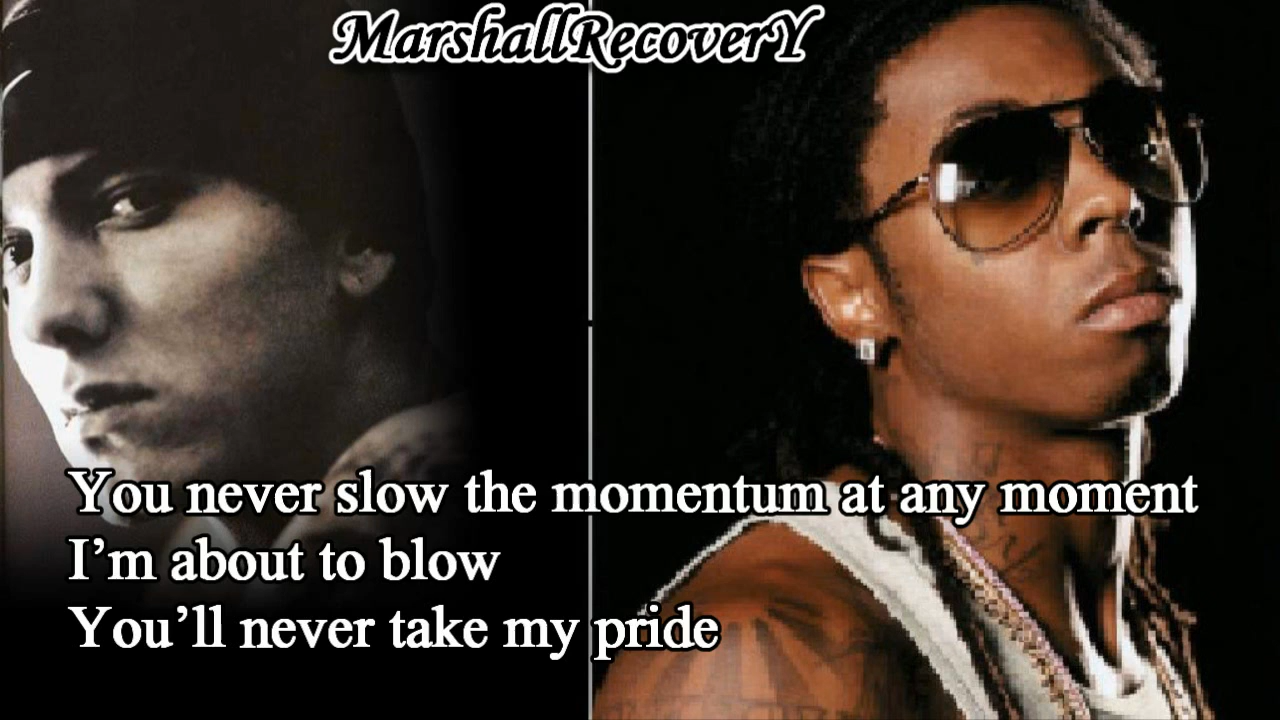 MarshallRecoverY
You never slow the momentum at any moment
I'm about to blow
You'll never take my pride